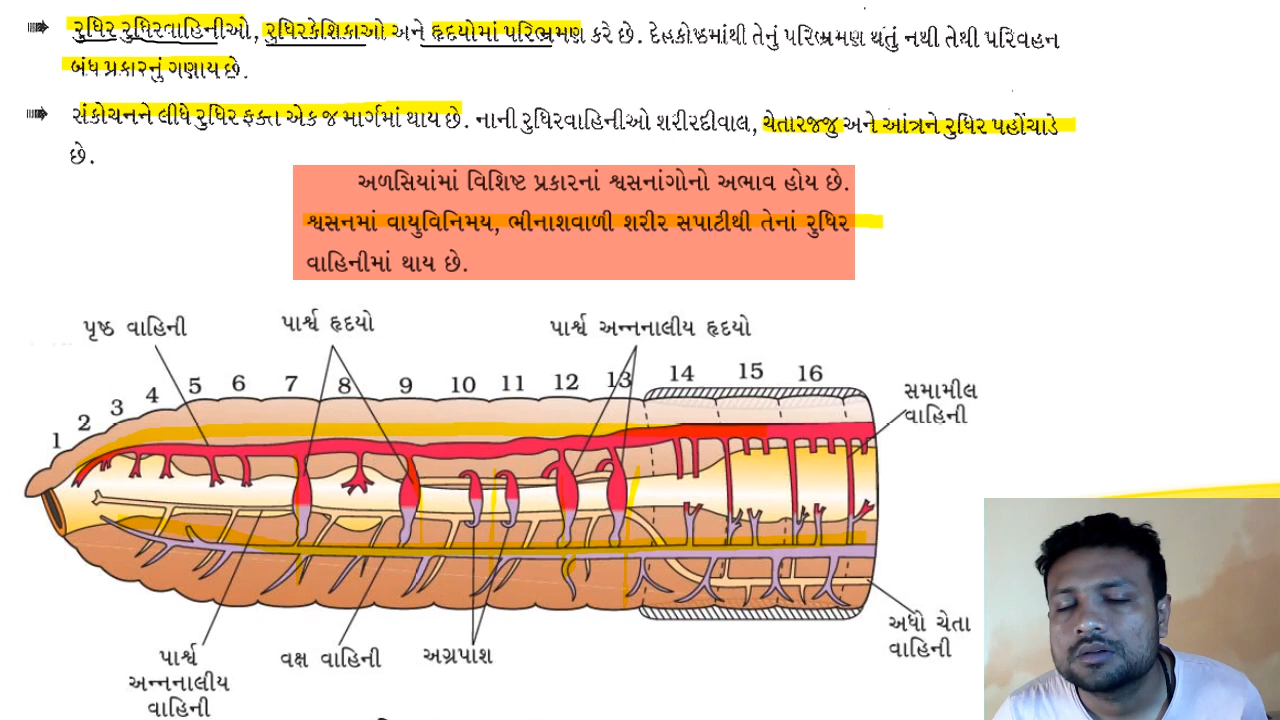 રુધિર રુધિરવાહિનીઓ, રુધિરકેશિકાઓ અને હૃદયોમાં પરિભ્રમણ કરે છે. દેહકોષ્ઠમાંથી તેનું પરિભ્રમણ થતું નથી તેથી પરિવહન
બંધ પ્રકારનું ગણાય છે.
સંકોચનને લીધે રુધિર ફક્ત એક જ માર્ગમાં થાય છે. નાની રુધિરવાહિનીઓ શરીરદીવાલ, ચેતારજ્જુ અને આંત્રને રુધિર પહોંચાડે
છે.
અળસિયાંમાં વિશિષ્ટ પ્રકારનાં શ્વસનાંગોનો અભાવ હોય છે.
શ્વસનમાં વાયુવિનિમય, ભીનાશવાળી શરીર સપાટીથી તેનાં રુધિર
વાહિનીમાં થાય છે.
પૃષ્ઠ વાહિની
પાર્શ્વ હૃદયો
પાર્શ્વ અન્નનાલીય હૃદયો
1 2 3 4 5 6 7 8 9 10 11 12 13 14 15 16
સમામીલ
વાહિની
અધો ચેતા
વાહિની
પાર્શ્વ
અન્નનાલીય
વાહિની
વક્ષ વાહિની
અગ્રપાશ